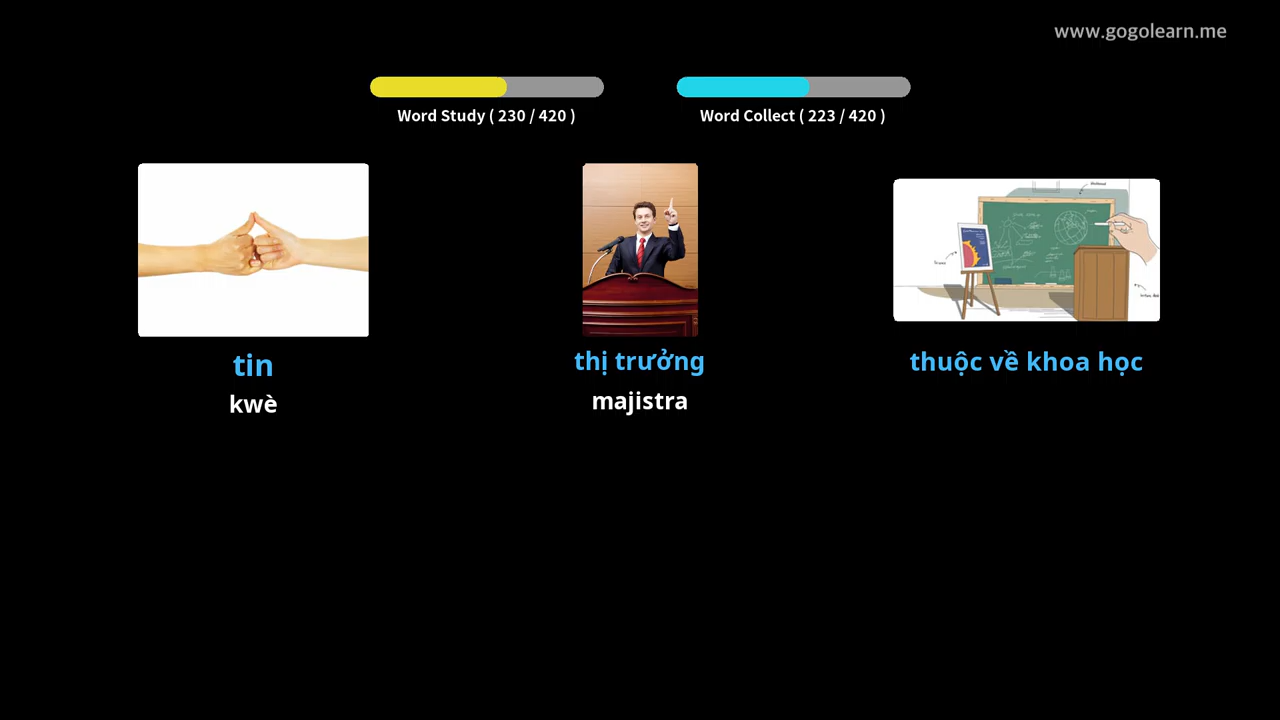 www.gogolearn.me
Word Study ( 230 / 420 )
Word Collect ( 223 / 420 )
tin
kwè
thị trưởng
majistra
thuộc về khoa học